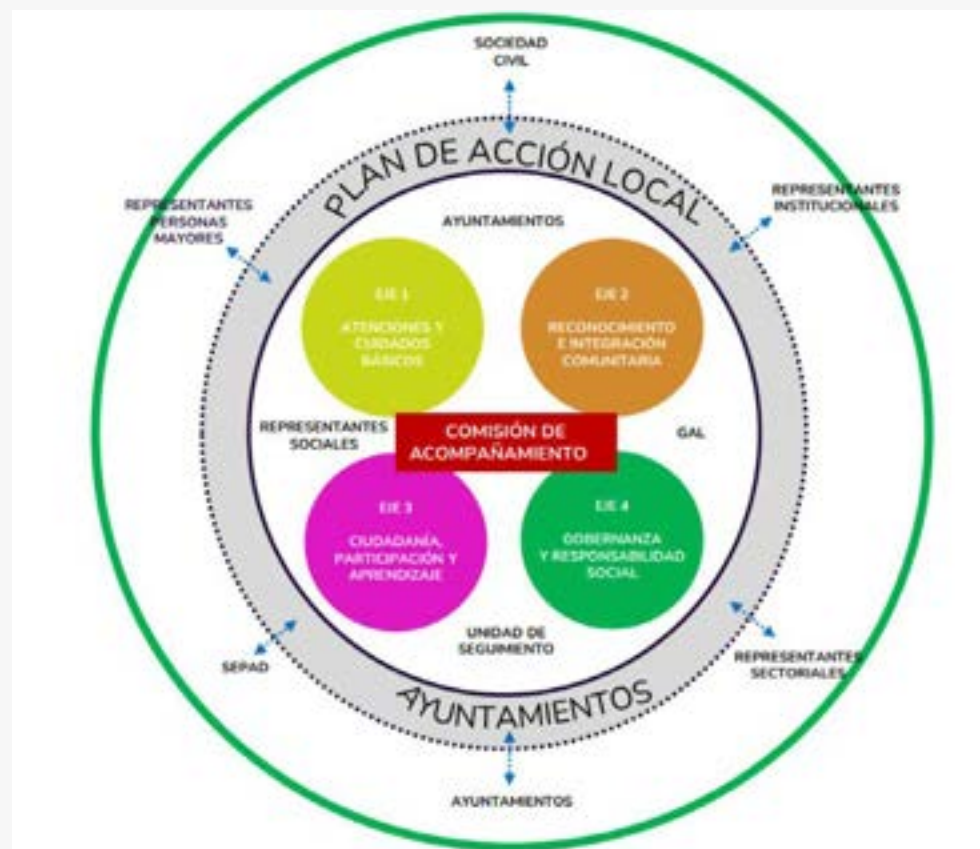 SOCIEDAD
CIVIL
PLAN DE ACCIÓN LOCAL
REPRESENTANTES
PERSONAS
MAYORES
REPRESENTANTES
INSTITUCIONALES
AYUNTAMIENTOS
EJE 1
ATENCIONES Y
CUIDADOS
BÁSICOS
EJE 2
RECONOCIMIENTO
E INTEGRACIÓN
COMUNITARIA
REPRESENTANTES
SOCIALES
COMISIÓN DE
ACOMPAÑAMIENTO
GAL
EJE 3
CIUDADANÍA,
PARTICIPACIÓN Y
APRENDIZAJE
EJE 4
GOBERNANZA
Y RESPONSABILIDAD
SOCIAL
UNIDAD DE
SEGUIMIENTO
SEPAD
REPRESENTANTES
SECTORIALES
AYUNTAMIENTOS
AYUNTAMIENTOS